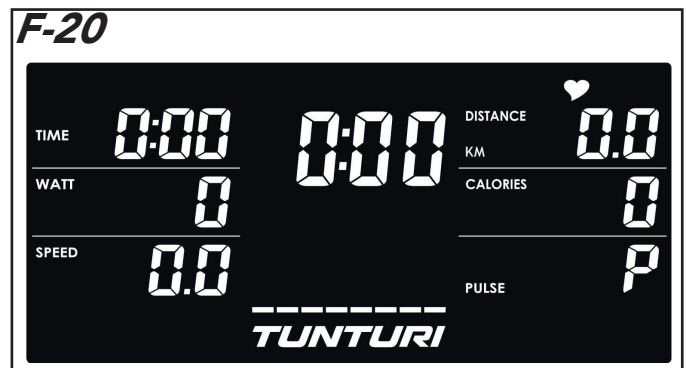 F-20
TIME 0:00
WATT 0
SPEED 0.0
0:00
DISTANCE
KM 0.0
CALORIES 0
PULSE P
TUNTURI